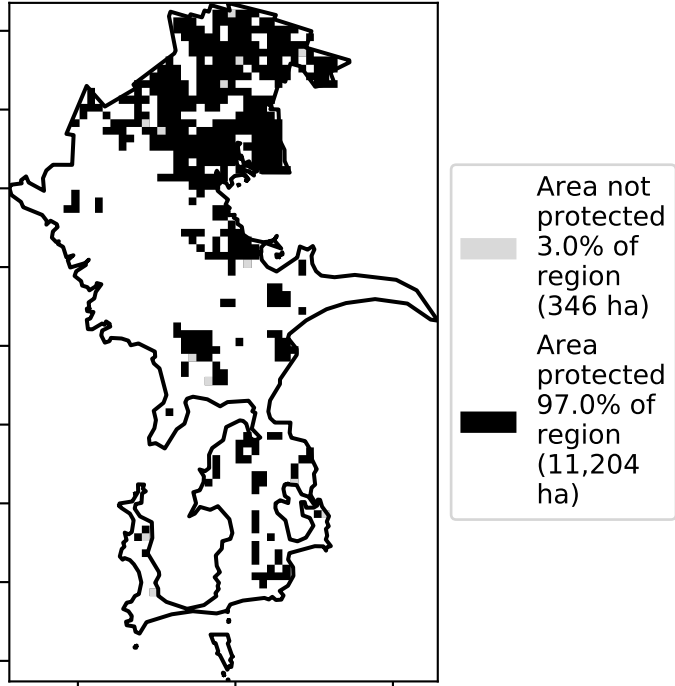 Area not
protected
3.0% of
region
(346 ha)
Area
protected
97.0% of
region
(11,204
ha)